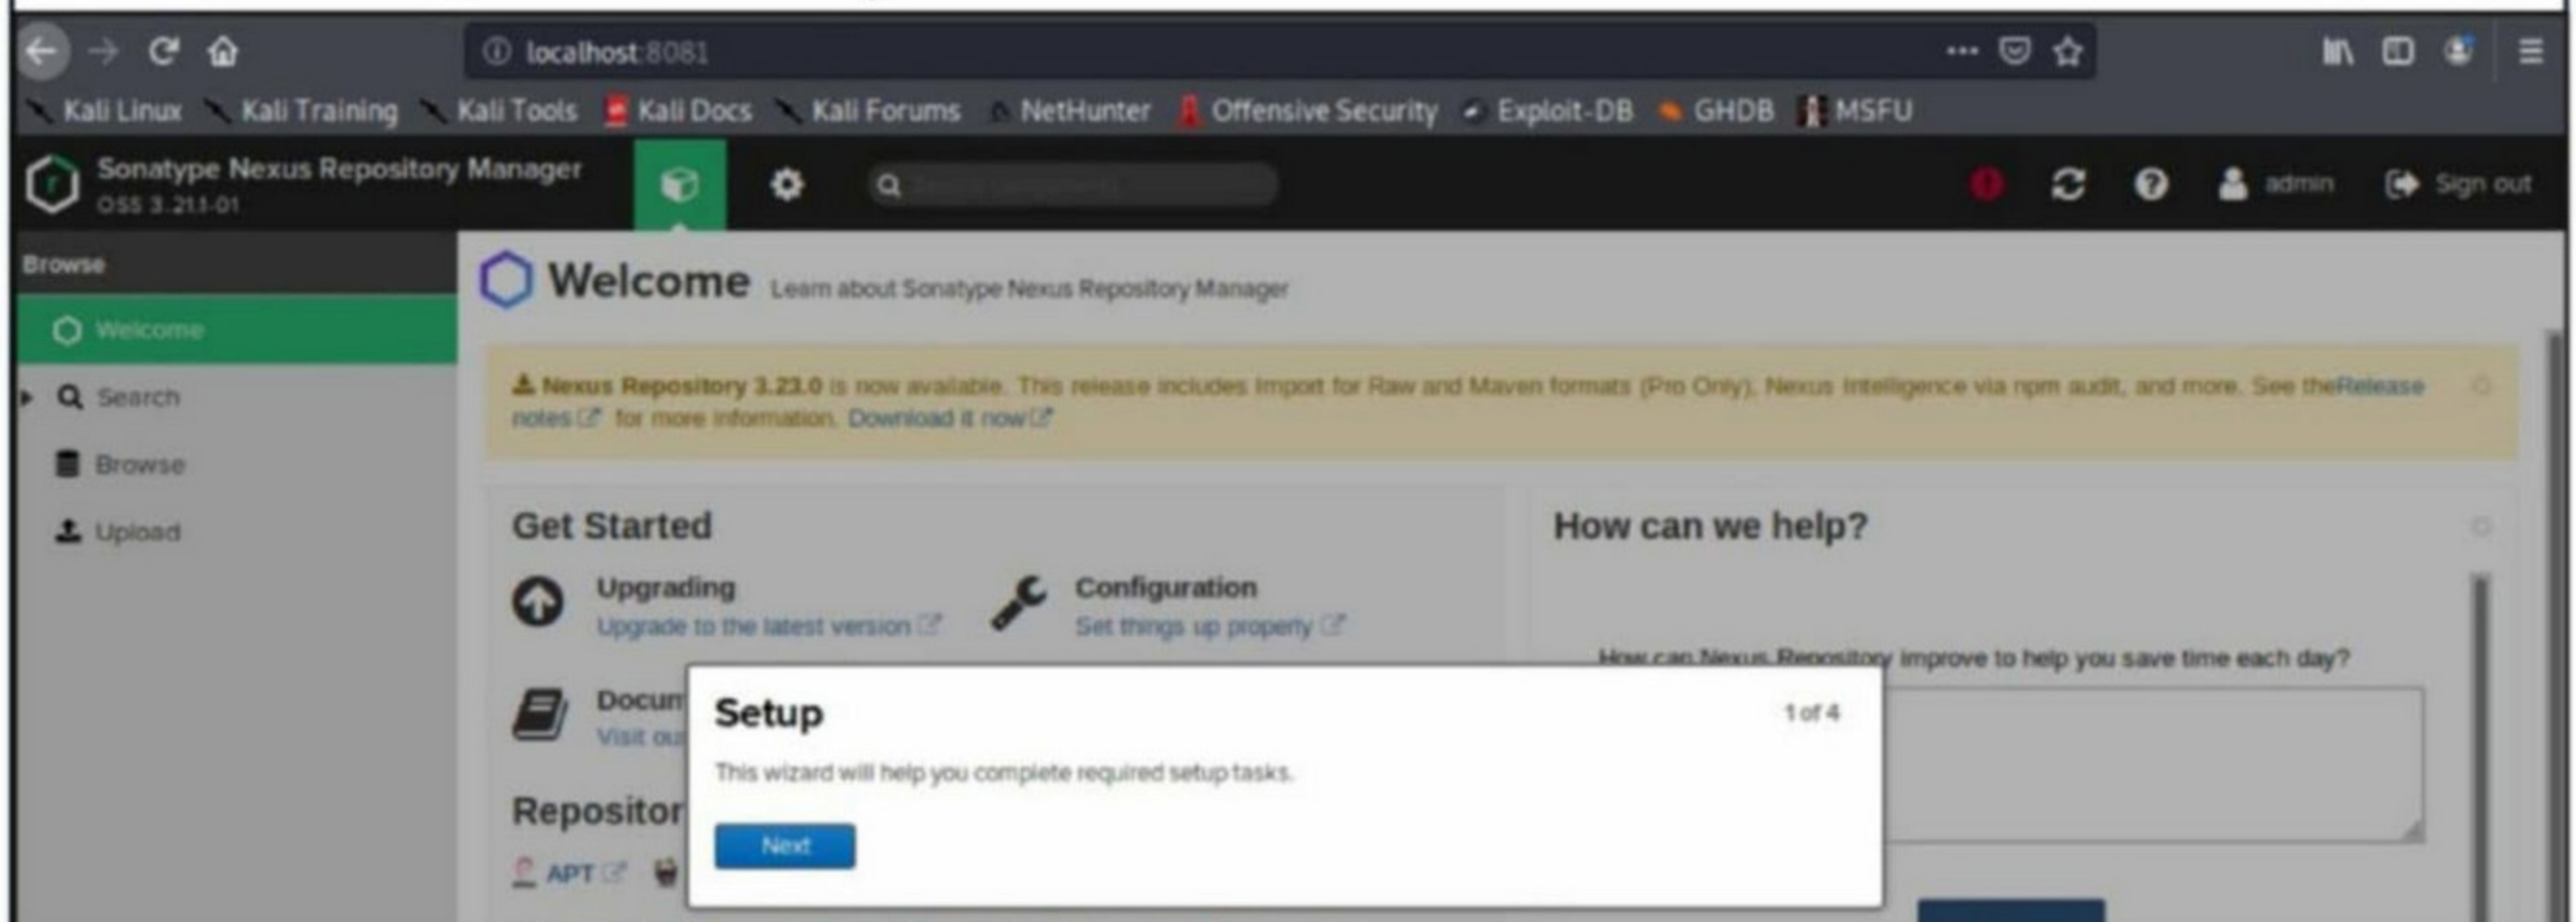 localhost:8081
Kali Linux Kali Training Kali Tools Kali Docs Kali Forums NetHunter Offensive Security Exploit-DB GHDB MSFU
Sonatype Nexus Repository Manager
OSS 3.21.1-01
admin Sign out
Browse
Welcome Learn about Sonatype Nexus Repository Manager
Welcome
Search
Browse
Upload
Nexus Repository 3.23.0 is now available. This release includes Import for Raw and Maven formats (Pro Only), Nexus Intelligence via npm audit, and more. See theRelease
notes for more information. Download it now
Get Started
Upgrading
Upgrade to the latest version
Configuration
Set things up properly
How can we help?
How can Nexus Repository improve to help you save time each day?
Docum
Visit ou
Setup 1 of 4
This wizard will help you complete required setup tasks.
Next
Repositor
APT